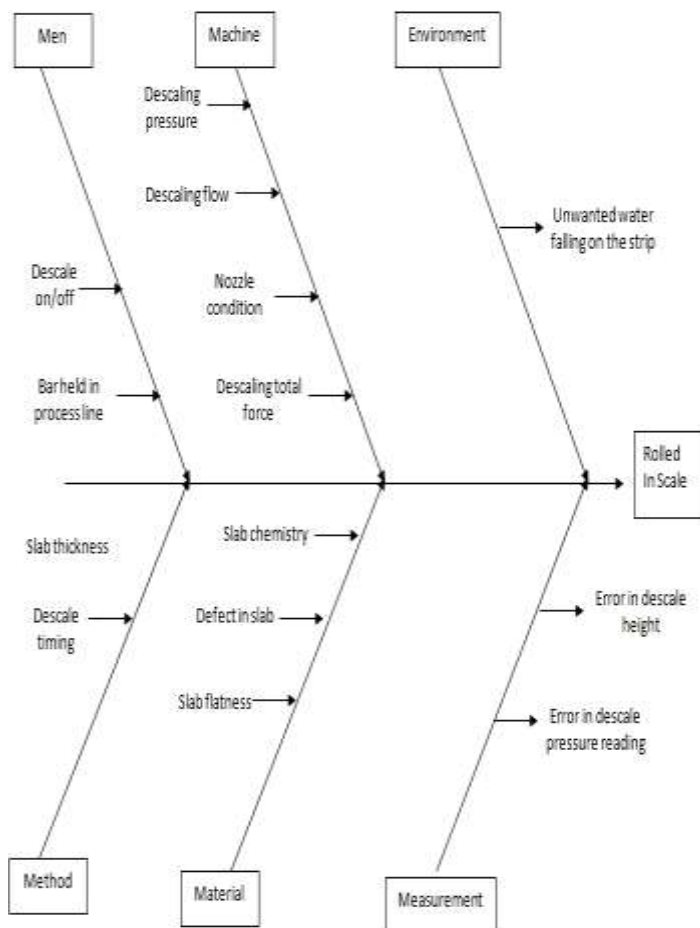 Men
Machine
Environment
Descaling
pressure
Descaling flow
Unwanted water
falling on the strip
Descale
on/off
Nozzle
condition
Bar held in
process line
Descaling total
force
Rolled
In Scale
Slab thickness
Descale
timing
Slab chemistry
Defect in slab
Slab flatness
Error in descale
height
Error in descale
pressure reading
Method
Material
Measurement